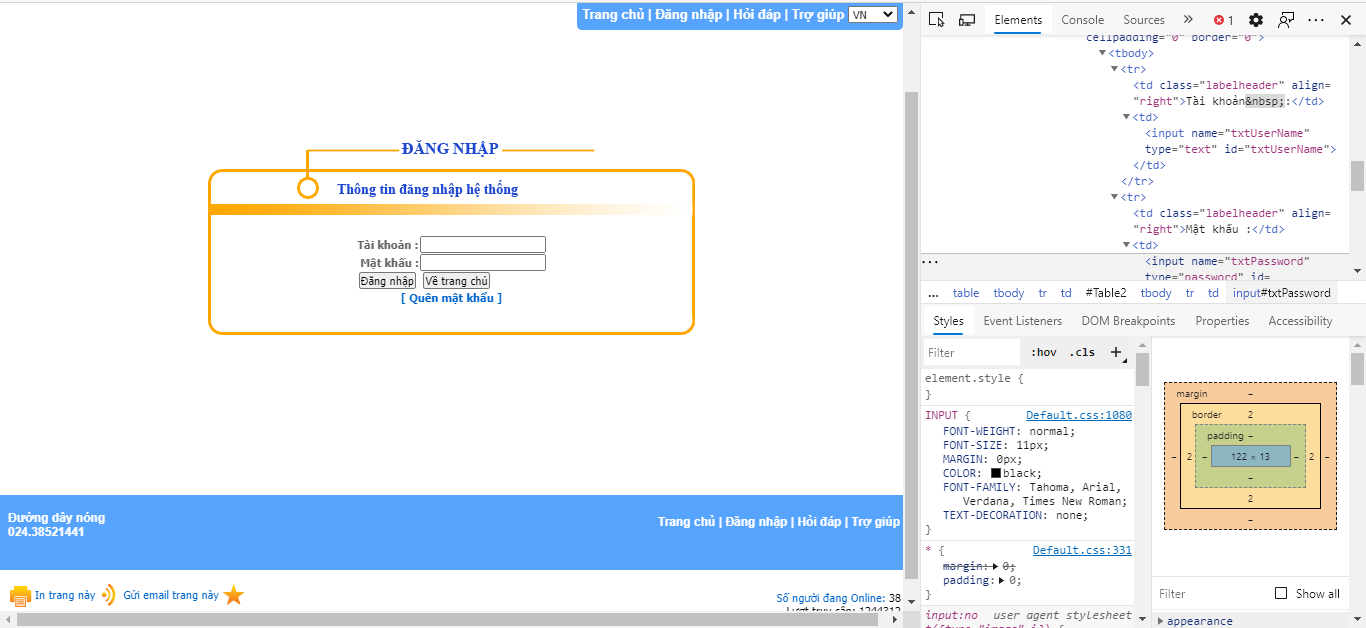 Trang chủ | Đăng nhập | Hỏi đáp | Trợ giúp VN
ĐĂNG NHẬP
Thông tin đăng nhập hệ thống
Tài khoản :
Mật khẩu :
Đăng nhập Về trang chủ
[ Quên mật khẩu ]
Đường dây nóng
024.38521441
Trang chủ | Đăng nhập | Hỏi đáp | Trợ giúp
In trang này Gửi email trang này
Số người đang Online: 38
Lượt truy cập: 1244312
Elements Console Sources » 1 ···
cellpadding="0" border="0">
<tbody>
<tr>
<td class="labelheader" align=
"right">Tài khoản&nbsp;:</td>
<td>
<input name="txtUserName"
type="text" id="txtUserName">
</td>
</tr>
<tr>
<td class="labelheader" align=
"right">Mật khẩu :</td>
<td>
<input name="txtPassword"
type="password" id=
...
... table tbody tr td #Table2 tbody tr td input#txtPassword
Styles Event Listeners DOM Breakpoints Properties Accessibility
Filter :hov .cls +
element.style {
}
INPUT { Default.css:1080
FONT-WEIGHT: normal;
FONT-SIZE: 11px;
MARGIN: 0px;
COLOR: black;
FONT-FAMILY: Tahoma, Arial,
Verdana, Times New Roman;
TEXT-DECORATION: none;
}
* { Default.css:331
margin: 0;
padding: 0;
}
input:no user agent stylesheet
t([type="image" i]) {
margin –
border 2
padding –
– 2 – 122 × 13 – 2 –
–
2
–
Filter Show all
appearance